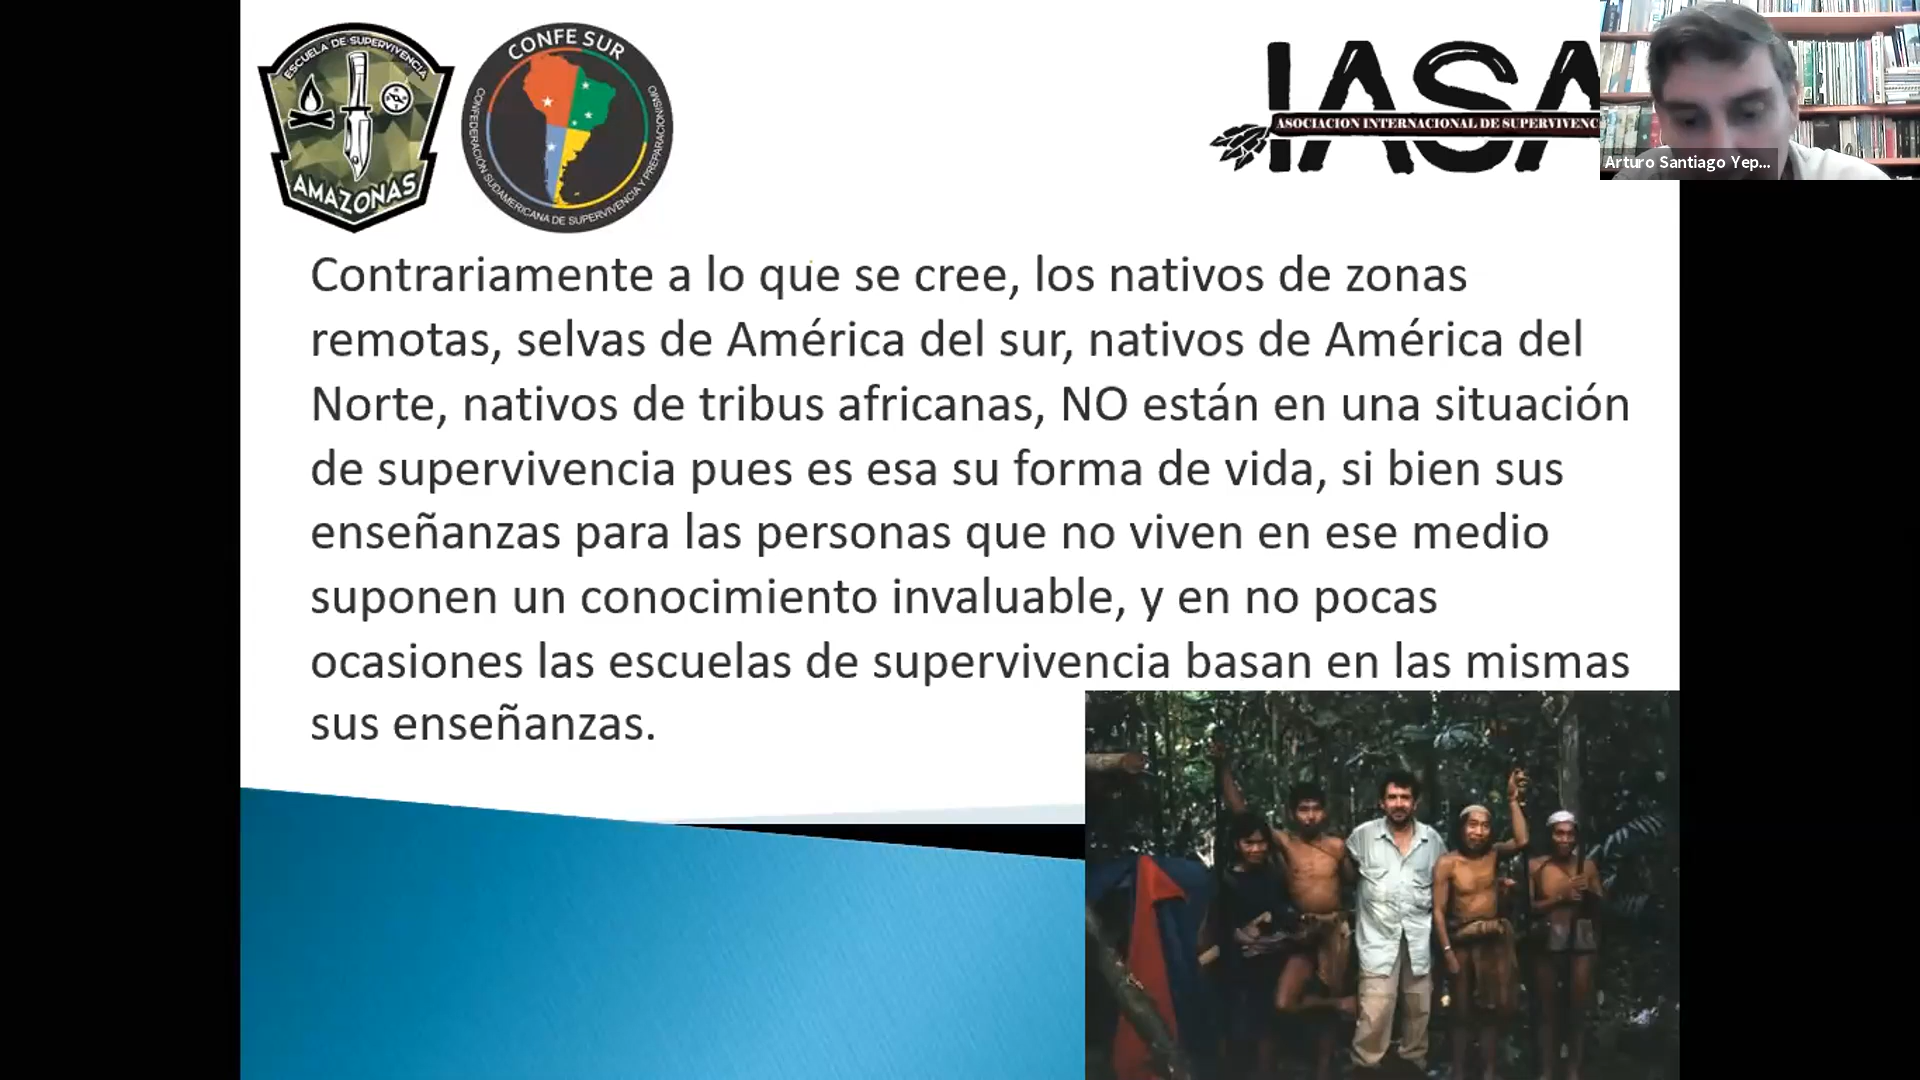 ESCUELA DE SUPERVIVENCIA
AMAZONAS
CONFE SUR
CONFEDERACIÓN SUDAMERICANA DE SUPERVIVENCIA Y PREPARACIONISMO
IASA
ASOCIACION INTERNACIONAL DE SUPERVIVENC
Arturo Santiago Yep...
Contrariamente a lo que se cree, los nativos de zonas
remotas, selvas de América del sur, nativos de América del
Norte, nativos de tribus africanas, NO están en una situación
de supervivencia pues es esa su forma de vida, si bien sus
enseñanzas para las personas que no viven en ese medio
suponen un conocimiento invaluable, y en no pocas
ocasiones las escuelas de supervivencia basan en las mismas
sus enseñanzas.